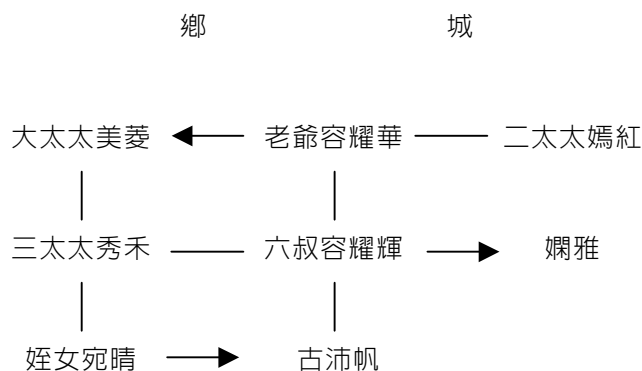 鄉 城
大太太美菱 老爺容耀華 二太太嫣紅
三太太秀禾 六叔容耀輝 嫻雅
姪女宛晴 古沛帆